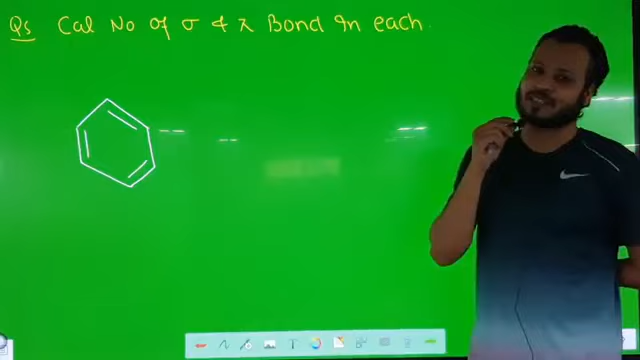 Qs Cal No of σ & π Bond In each.